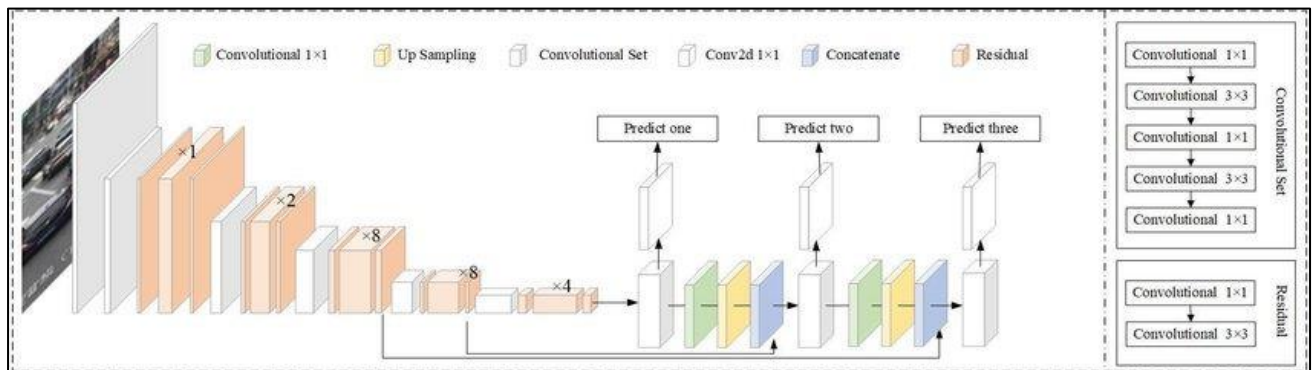 Convolutional 1×1
Up Sampling
Convolutional Set
Conv2d 1×1
Concatenate
Residual
×1
×2
×8
×8
×4
Predict one
Predict two
Predict three
Convolutional 1×1
Convolutional 3×3
Convolutional 1×1
Convolutional 3×3
Convolutional 1×1
Convolutional Set
Convolutional 1×1
Convolutional 3×3
Residual